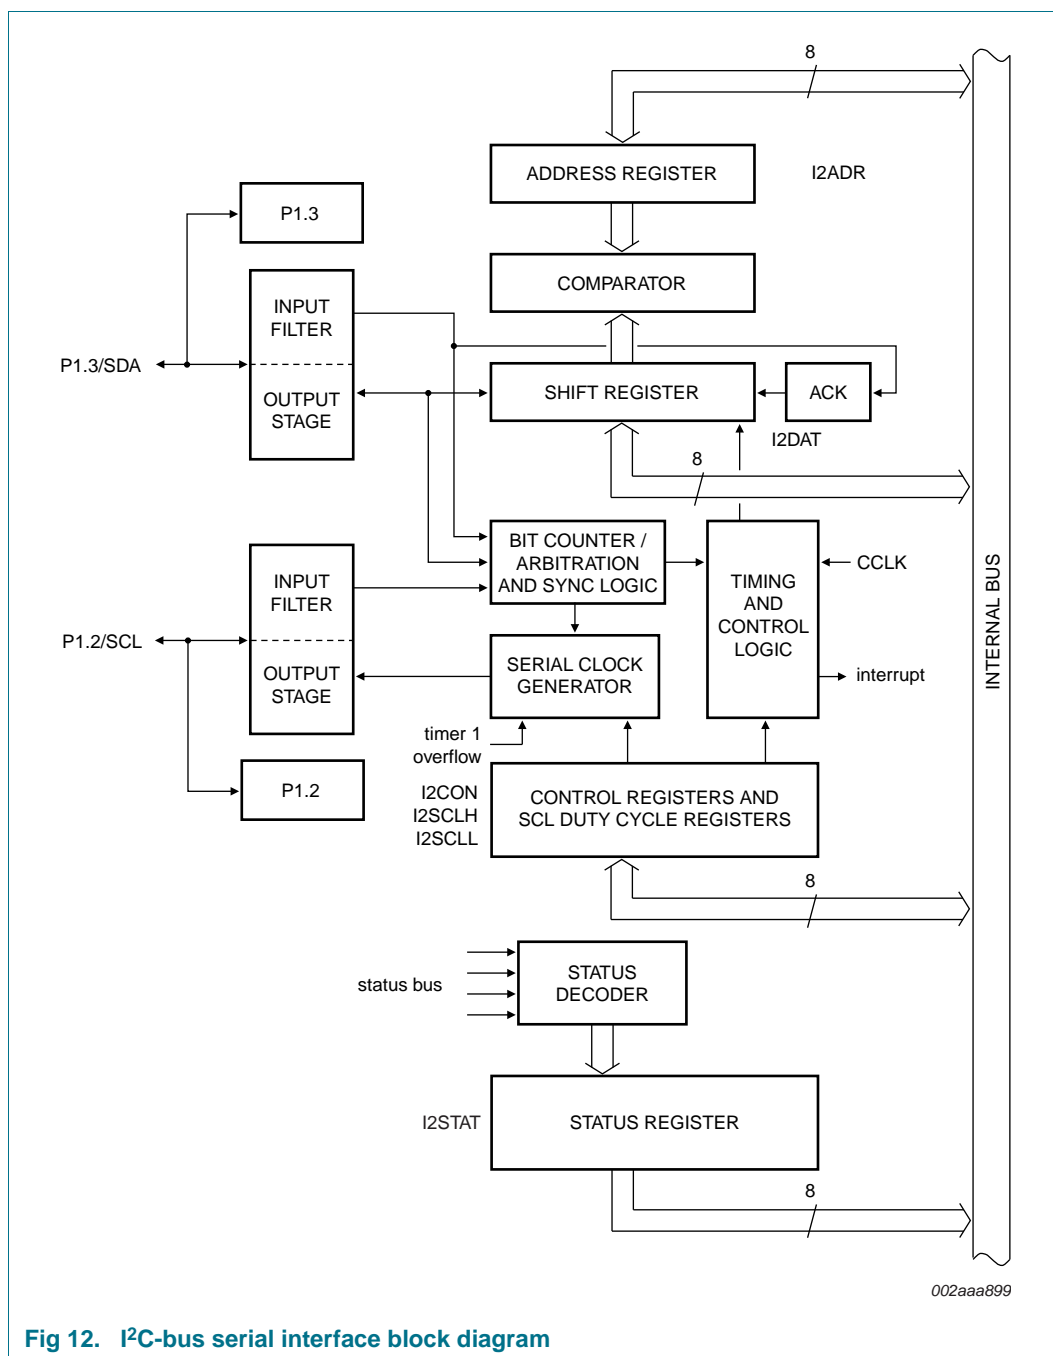 8
ADDRESS REGISTER
I2ADR
P1.3
COMPARATOR
INPUT
FILTER
P1.3/SDA
OUTPUT
STAGE
SHIFT REGISTER
ACK
I2DAT
8
BIT COUNTER /
ARBITRATION
AND SYNC LOGIC
INPUT
FILTER
TIMING
AND
CONTROL
LOGIC
CCLK
INTERNAL BUS
P1.2/SCL
OUTPUT
STAGE
SERIAL CLOCK
GENERATOR
interrupt
timer 1
overflow
P1.2
I2CON
I2SCLH
I2SCLL
CONTROL REGISTERS AND
SCL DUTY CYCLE REGISTERS
8
status bus
STATUS
DECODER
I2STAT
STATUS REGISTER
8
002aaa899
Fig 12. I²C-bus serial interface block diagram